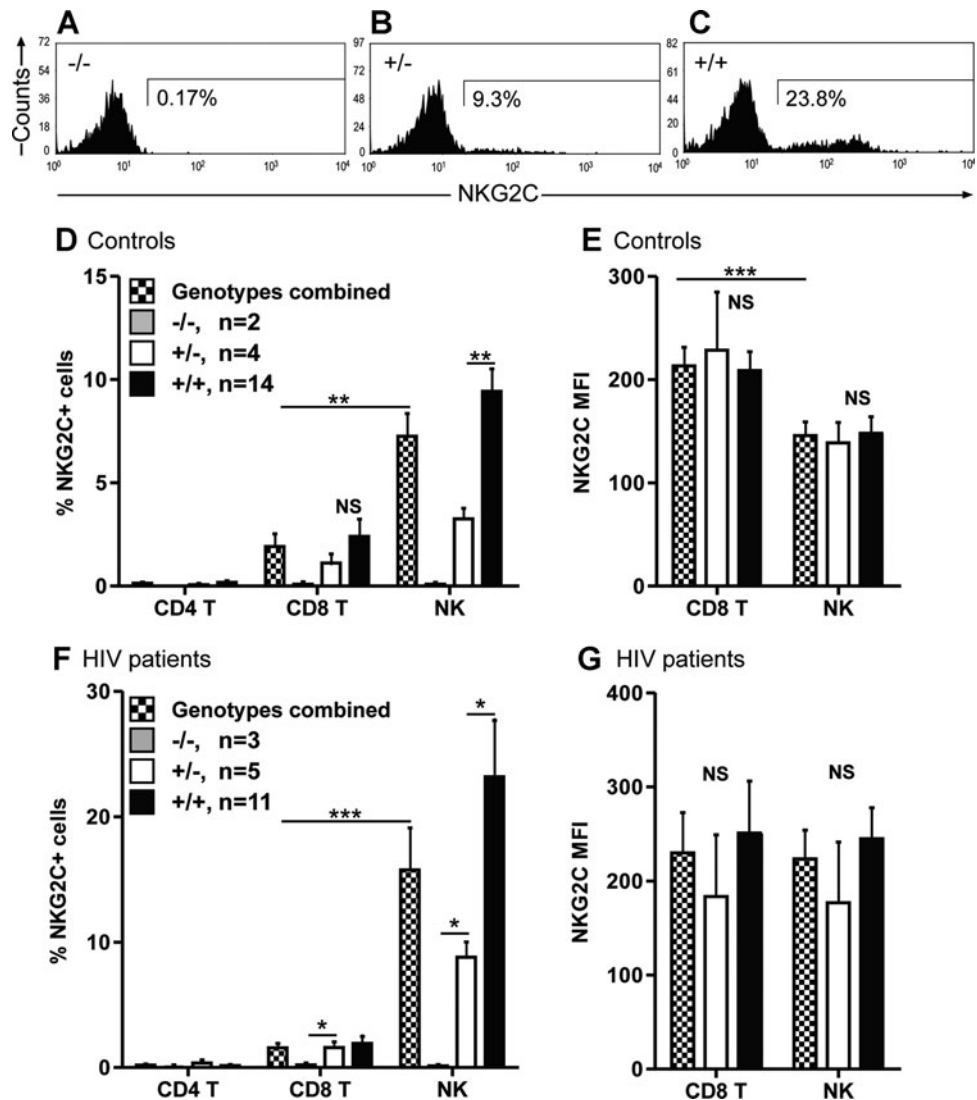 A B C
72 97 82
54 73 61
36 48 41
18 24 20
0 0 0
-/- +/- +/+
0.17% 9.3% 23.8%
–Counts→
10⁰ 10¹ 10² 10³ 10⁴ 10⁰ 10¹ 10² 10³ 10⁴ 10⁰ 10¹ 10² 10³ 10⁴
NKG2C
D Controls
15
10
5
0
% NKG2C+ cells
Genotypes combined
-/-, n=2
+/-, n=4
+/+, n=14
**
NS
**
CD4 T CD8 T NK
E Controls
300
200
100
0
NKG2C MFI
***
NS
NS
CD8 T NK
F HIV patients
30
20
10
0
% NKG2C+ cells
Genotypes combined
-/-, n=3
+/-, n=5
+/+, n=11
***
*
*
*
CD4 T CD8 T NK
G HIV patients
400
300
200
100
0
NKG2C MFI
NS NS
CD8 T NK